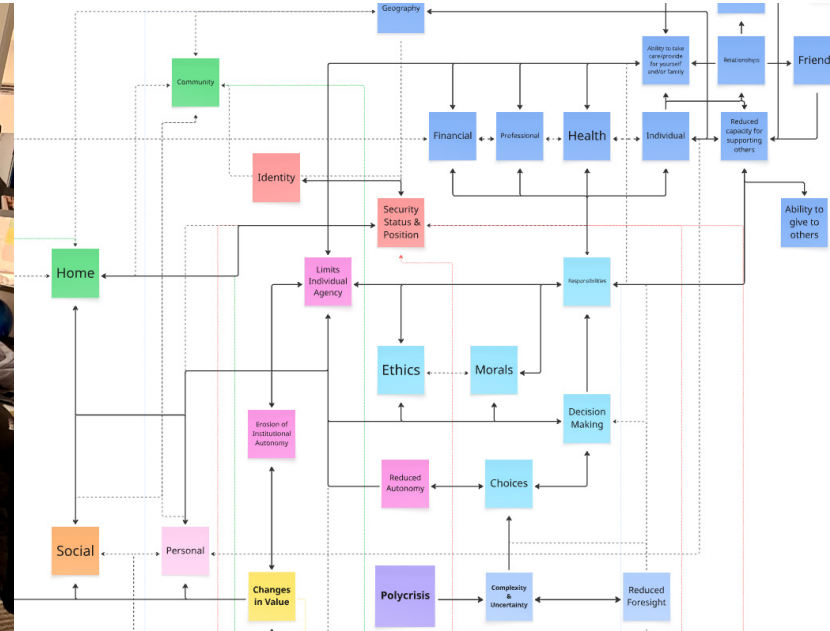 Geography
Ability to take
care/provide
for yourself
and/or family
Relationships
Friend
Community
Financial
Professional
Health
Individual
Reduced
capacity for
supporting
others
Identity
Security
Status &
Position
Ability to
give to
others
Home
Limits
Individual
Agency
Responsibilities
Ethics
Morals
Erosion of
Institutional
Autonomy
Decision
Making
Reduced
Autonomy
Choices
Social
Personal
Changes
in Value
Polycrisis
Complexity
&
Uncertainty
Reduced
Foresight